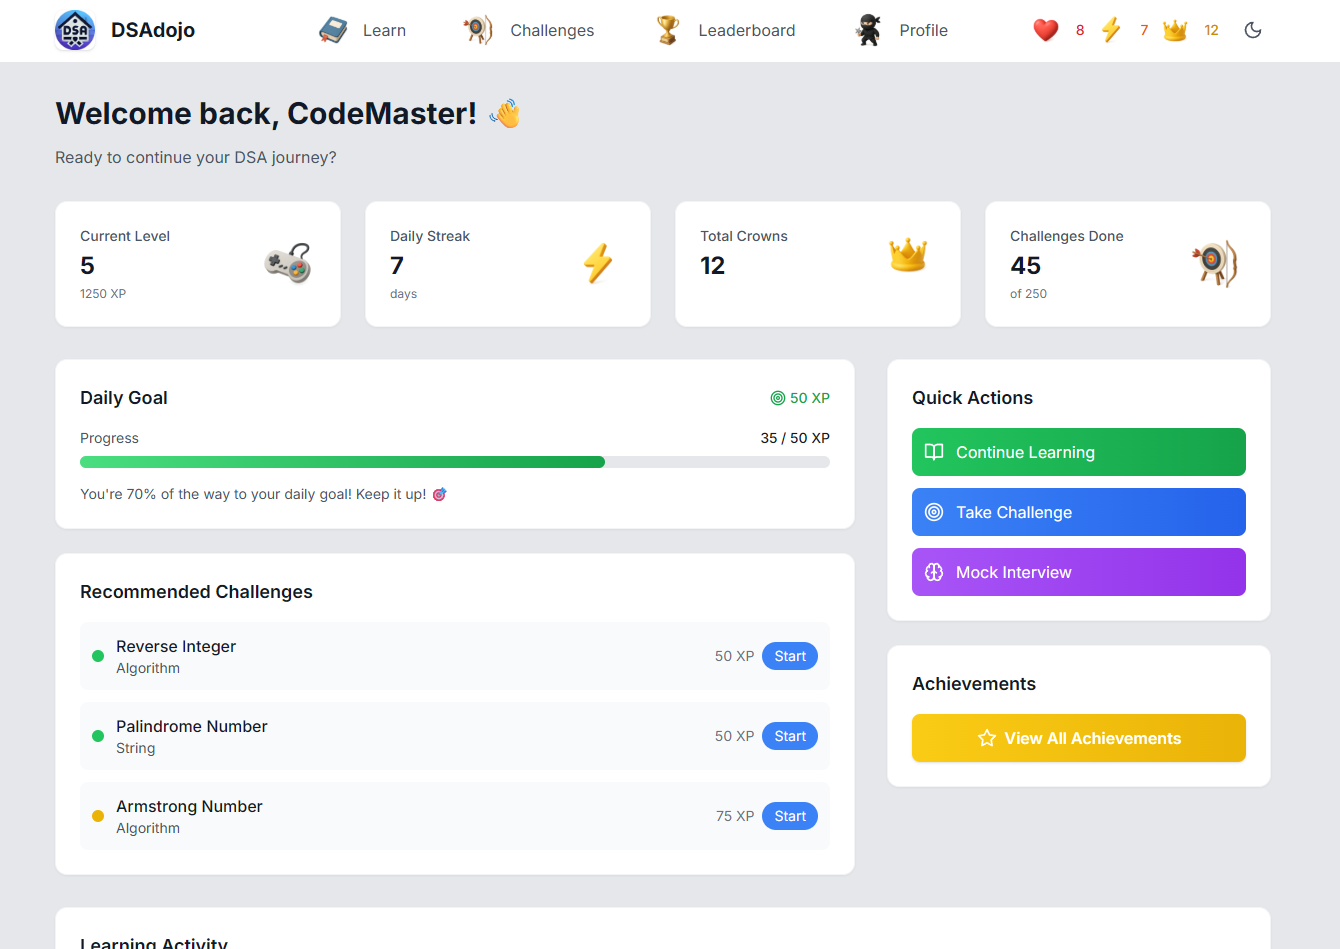 DSA
DSAdojo
Learn
Challenges
Leaderboard
Profile
8
7
12
Welcome back, CodeMaster! 👋
Ready to continue your DSA journey?
Current Level
5
1250 XP
Daily Streak
7
days
Total Crowns
12
Challenges Done
45
of 250
Daily Goal
50 XP
Progress
35 / 50 XP
You're 70% of the way to your daily goal! Keep it up! 🎯
Recommended Challenges
Reverse Integer
Algorithm
50 XP
Start
Palindrome Number
String
50 XP
Start
Armstrong Number
Algorithm
75 XP
Start
Quick Actions
Continue Learning
Take Challenge
Mock Interview
Achievements
View All Achievements
Learning Activity